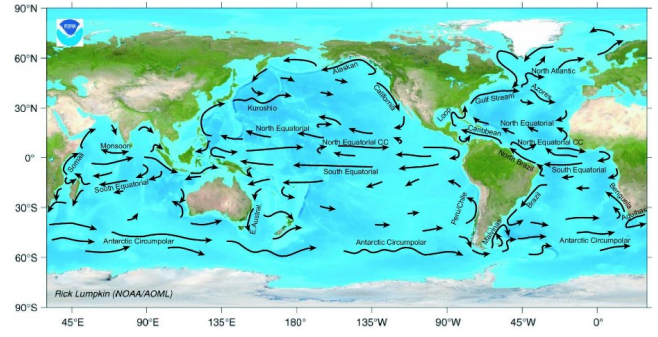 90°N
60°N
30°N
0°
30°S
60°S
90°S
Alaskan
North Atlantic
California
Azores
Kuroshio
Gulf Stream
Loop
North Equatorial
Caribbean
North Equatorial
Monsoon
North Equatorial CC
North Equatorial CC
Somali
North Brazil
South Equatorial
South Equatorial
South Equatorial
Brazil
Benguela
Peru/Chile
E.Austral.
Agulhas
Malvinas
Antarctic Circumpolar
Antarctic Circumpolar
Antarctic Circumpolar
Rick Lumpkin (NOAA/AOML)
45°E 90°E 135°E 180° 135°W 90°W 45°W 0°